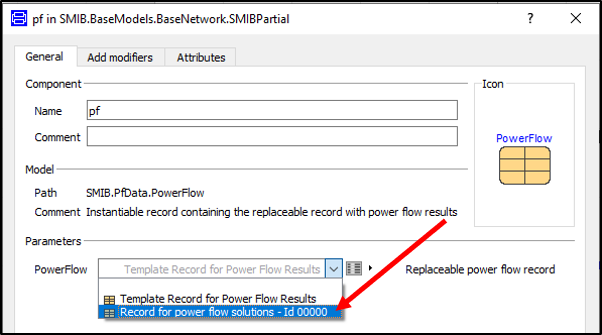 pf in SMIB.BaseModels.BaseNetwork.SMIBPartial
?
General Add modifiers Attributes
Component
Icon
Name pf
Comment
PowerFlow
Model
Path SMIB.PfData.PowerFlow
Comment Instantiable record containing the replaceable record with power flow results
Parameters
PowerFlow Template Record for Power Flow Results Replaceable power flow record
Template Record for Power Flow Results
Record for power flow solutions - Id 00000